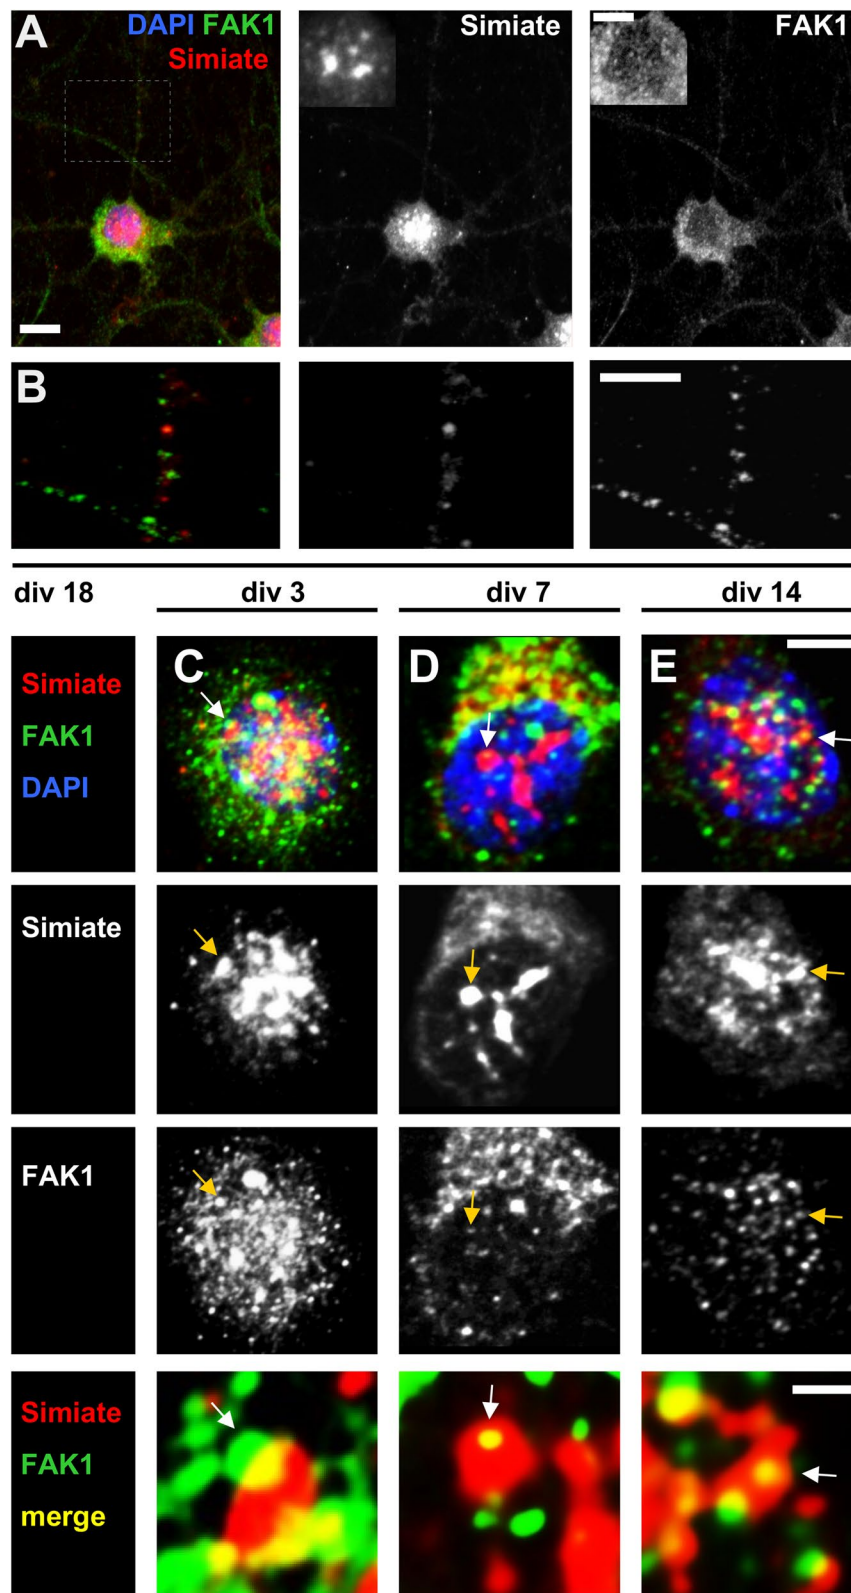 A
DAPI FAK1
Simiate
Simiate
FAK1
B
div 18
div 3
div 7
div 14
Simiate
FAK1
DAPI
C
D
E
Simiate
FAK1
Simiate
FAK1
merge